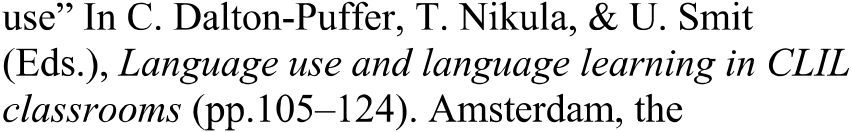 use” In C. Dalton-Puffer, T. Nikula, & U. Smit
(Eds.), Language use and language learning in CLIL
classrooms (pp.105–124). Amsterdam, the